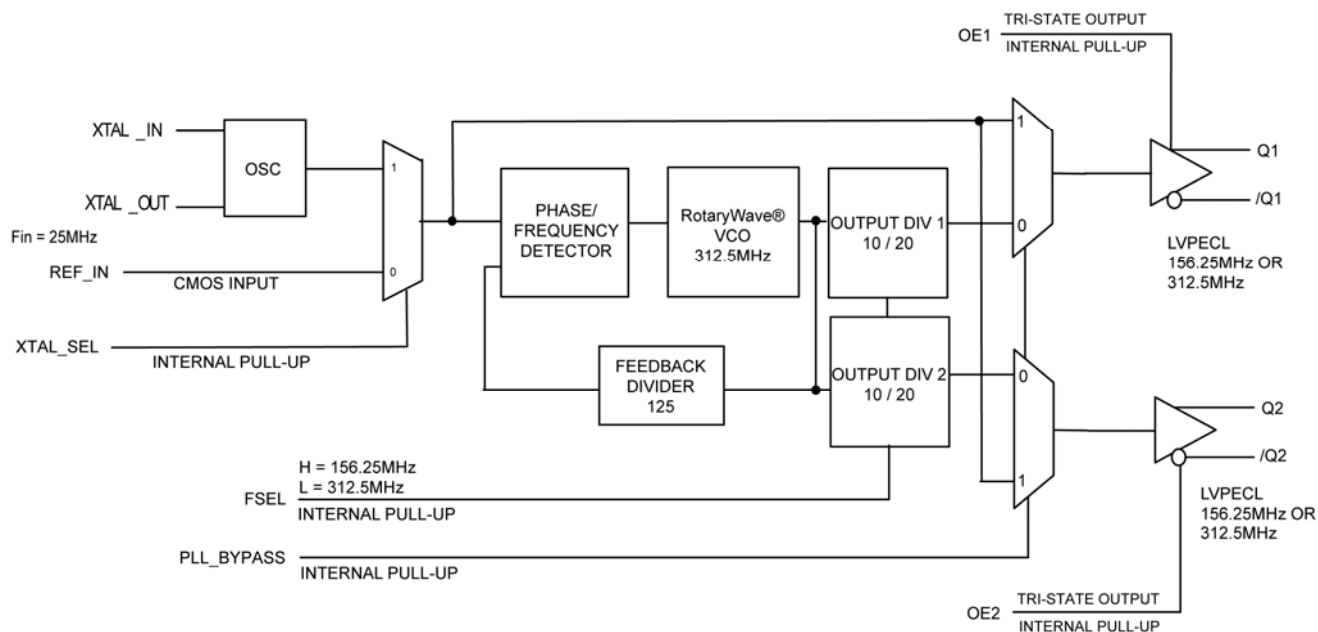 TRI-STATE OUTPUT
OE1
INTERNAL PULL-UP
XTAL _IN
OSC
XTAL _OUT
Fin = 25MHz
REF_IN
CMOS INPUT
XTAL_SEL
INTERNAL PULL-UP
1
0
PHASE/
FREQUENCY
DETECTOR
RotaryWave®
VCO
312.5MHz
OUTPUT DIV 1
10 / 20
FEEDBACK
DIVIDER
125
OUTPUT DIV 2
10 / 20
1
0
Q1
/Q1
LVPECL
156.25MHz OR
312.5MHz
0
1
Q2
/Q2
LVPECL
156.25MHz OR
312.5MHz
H = 156.25MHz
L = 312.5MHz
FSEL
INTERNAL PULL-UP
PLL_BYPASS
INTERNAL PULL-UP
TRI-STATE OUTPUT
OE2
INTERNAL PULL-UP